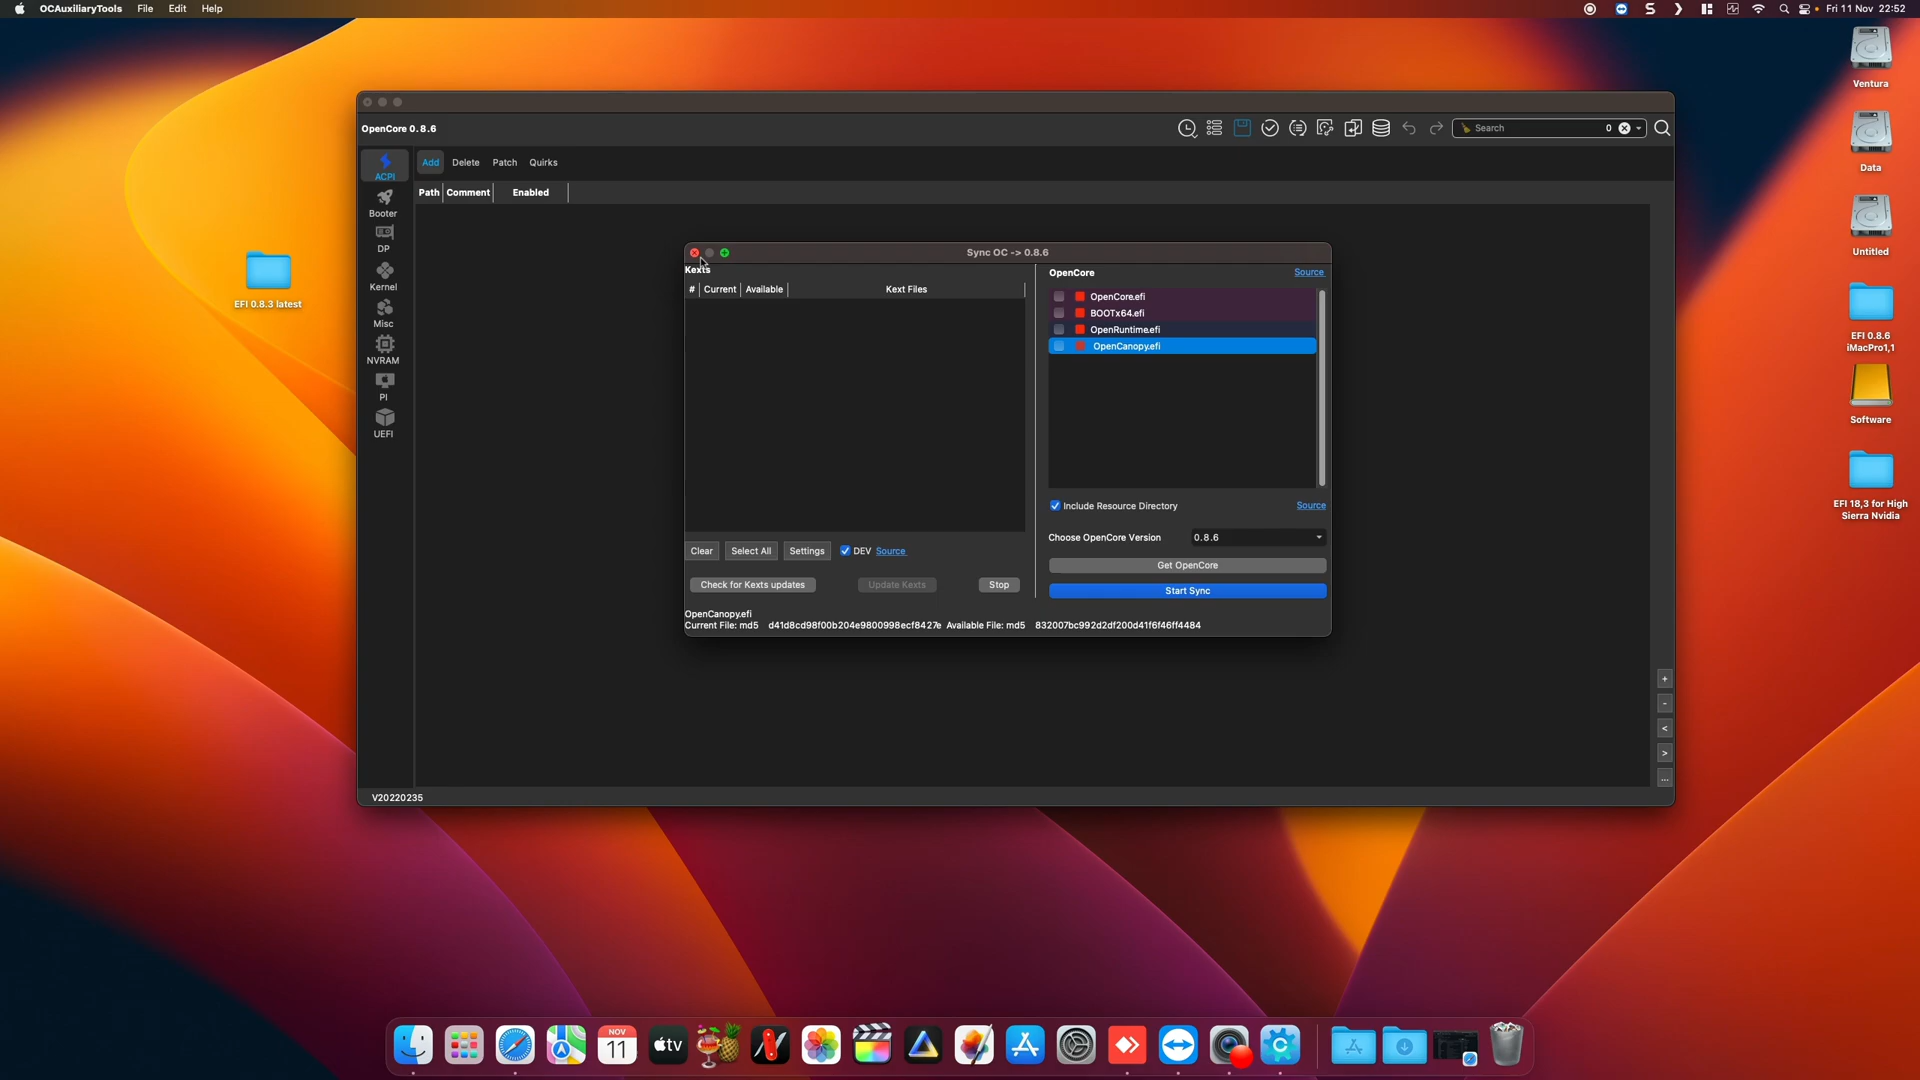 OCAuxiliaryTools File Edit Help
Fri 11 Nov 22:52
OpenCore 0.8.6
Search 0
ACPI
Booter
DP
Kernel
Misc
NVRAM
PI
UEFI
Add Delete Patch Quirks
Path Comment Enabled
Sync OC -> 0.8.6
Kexts
# Current Available Kext Files
Clear Select All Settings DEV Source
Check for Kexts updates Update Kexts Stop
OpenCore Source
OpenCore.efi
BOOTx64.efi
OpenRuntime.efi
OpenCanopy.efi
Include Resource Directory Source
Choose OpenCore Version 0.8.6
Get OpenCore
Start Sync
OpenCanopy.efi
Current File: md5 d41d8cd98f00b204e9800998ecf8427e Available File: md5 832007bc992d2df200d41f6f46ff4484
+
-
<
>
...
V20220235
EFI 0.8.3 latest
Ventura
Data
Untitled
EFI 0.8.6
iMacPro1,1
Software
EFI 18,3 for High
Sierra Nvidia
NOV
11
tv